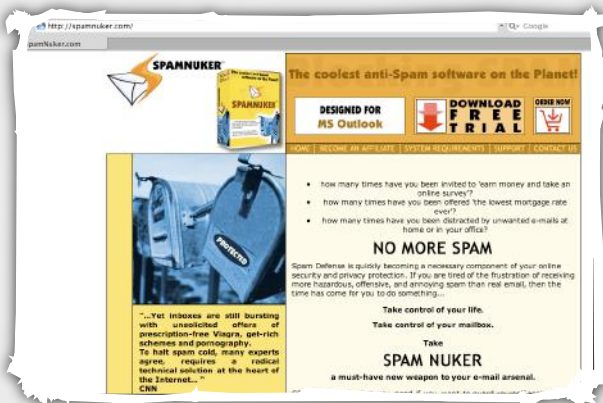 http://spamnuker.com/
Google
pamNuker.com
SPAMNUKER™
The coolest anti-Spam software on the Planet!
SPAMNUKER
DESIGNED FOR
MS Outlook
DOWNLOAD
FREE
TRIAL
ORDER NOW
HOME | BECOME AN AFFILIATE | SYSTEM REQUIREMENTS | SUPPORT | CONTACT US
PROTECTED
• how many times have you been invited to 'earn money and take an
online survey'?
• how many times have you been offered 'the lowest mortgage rate
ever'?
• how many times have you been distracted by unwanted e-mails at
home or in your office?
NO MORE SPAM
Spam Defense is quickly becoming a necessary component of your online
security and privacy protection. If you are tired of the frustration of receiving
more hazardous, offensive, and annoying spam than real email, then the
time has come for you to do something...
Take control of your life.
Take control of your mailbox.
Take
SPAM NUKER
a must-have new weapon to your e-mail arsenal.
"...Yet inboxes are still bursting
with unsolicited offers of
prescription-free Viagra, get-rich
schemes and pornography.
To halt spam cold, many experts
agree, requires a radical
technical solution at the heart of
the Internet..."
CNN